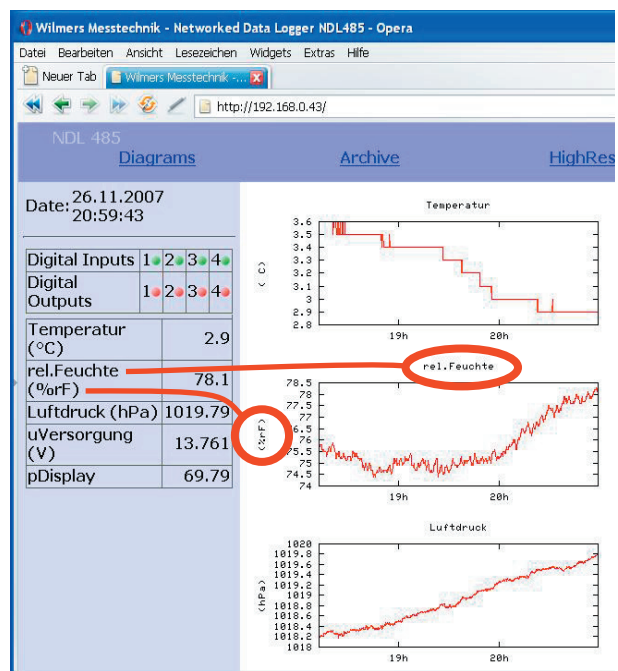 Wilmers Messtechnik - Networked Data Logger NDL485 - Opera
Datei Bearbeiten Ansicht Lesezeichen Widgets Extras Hilfe
Neuer Tab Wilmers Messtechnik -...
http://192.168.0.43/
NDL 485
Diagrams Archive HighRes
Date: 26.11.2007
20:59:43
Digital Inputs 1 2 3 4
Digital
Outputs 1 2 3 4
Temperatur
(°C) 2.9
rel.Feuchte
(%rF) 78.1
Luftdruck (hPa) 1019.79
uVersorgung
(V) 13.761
pDisplay 69.79
Temperatur
( C)
3.6
3.5
3.4
3.3
3.2
3.1
3
2.9
2.8
19h 20h
rel.Feuchte
(%rF)
78.5
78
77.5
77
76.5
76
75.5
75
74.5
74
19h 20h
Luftdruck
(hPa)
1020
1019.8
1019.6
1019.4
1019.2
1019
1018.8
1018.6
1018.4
1018.2
1018
19h 20h